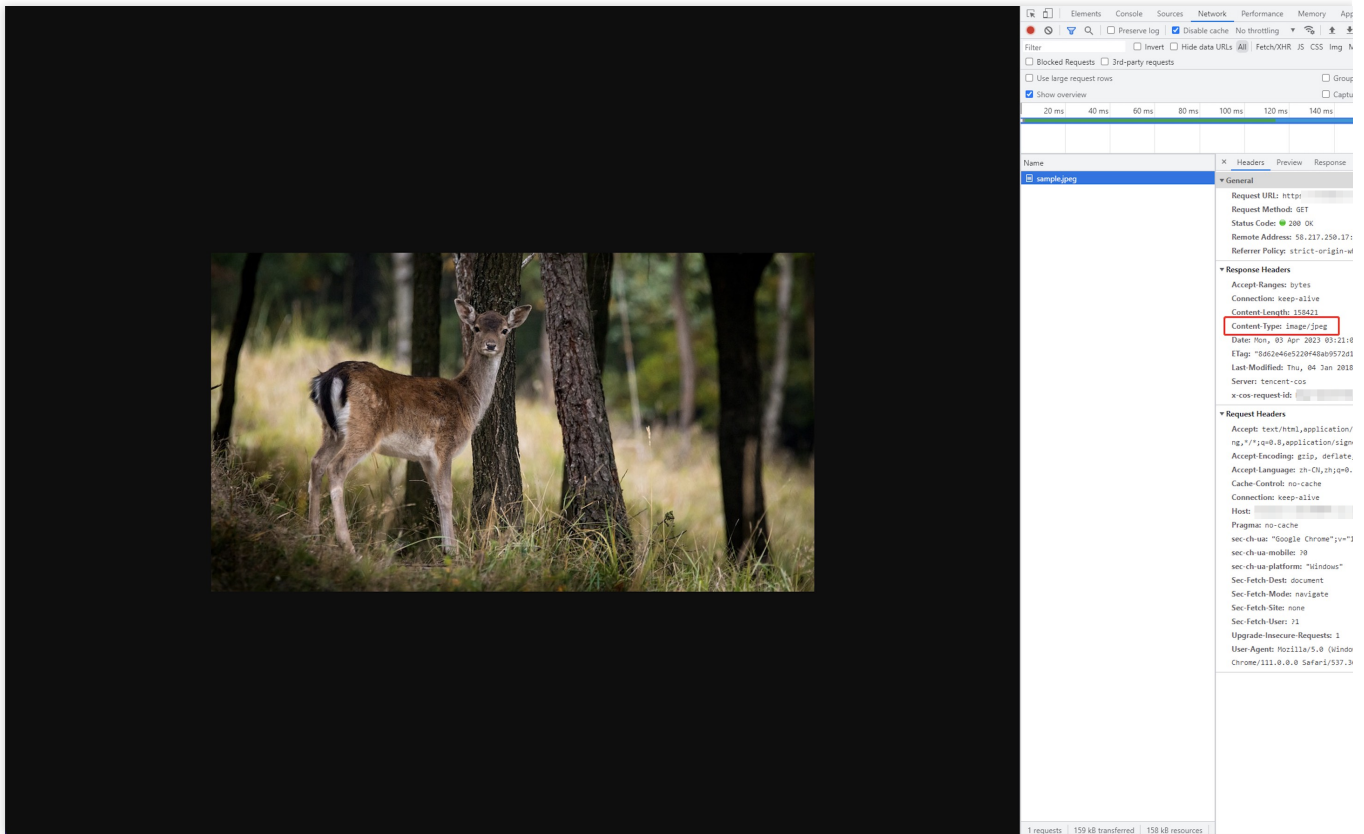 Elements Console Sources Network Performance Memory App
Preserve log Disable cache No throttling
Filter Invert Hide data URLs All Fetch/XHR JS CSS Img M
Blocked Requests 3rd-party requests
Use large request rows Group
Show overview Captu
20 ms 40 ms 60 ms 80 ms 100 ms 120 ms 140 ms
Name × Headers Preview Response
sample.jpeg
General
Request URL: http:
Request Method: GET
Status Code: 200 OK
Remote Address: 58.217.250.17:
Referrer Policy: strict-origin-wh
Response Headers
Accept-Ranges: bytes
Connection: keep-alive
Content-Length: 158421
Content-Type: image/jpeg
Date: Mon, 03 Apr 2023 03:21:0
ETag: "8d62e46e5220f48ab9572d1
Last-Modified: Thu, 04 Jan 2018
Server: tencent-cos
x-cos-request-id:
Request Headers
Accept: text/html,application/
ng,*/*;q=0.8,application/signe
Accept-Encoding: gzip, deflate,
Accept-Language: zh-CN,zh;q=0.
Cache-Control: no-cache
Connection: keep-alive
Host:
Pragma: no-cache
sec-ch-ua: "Google Chrome";v="1
sec-ch-ua-mobile: ?0
sec-ch-ua-platform: "Windows"
Sec-Fetch-Dest: document
Sec-Fetch-Mode: navigate
Sec-Fetch-Site: none
Sec-Fetch-User: ?1
Upgrade-Insecure-Requests: 1
User-Agent: Mozilla/5.0 (Window
Chrome/111.0.0.0 Safari/537.36
1 requests 159 kB transferred 158 kB resources